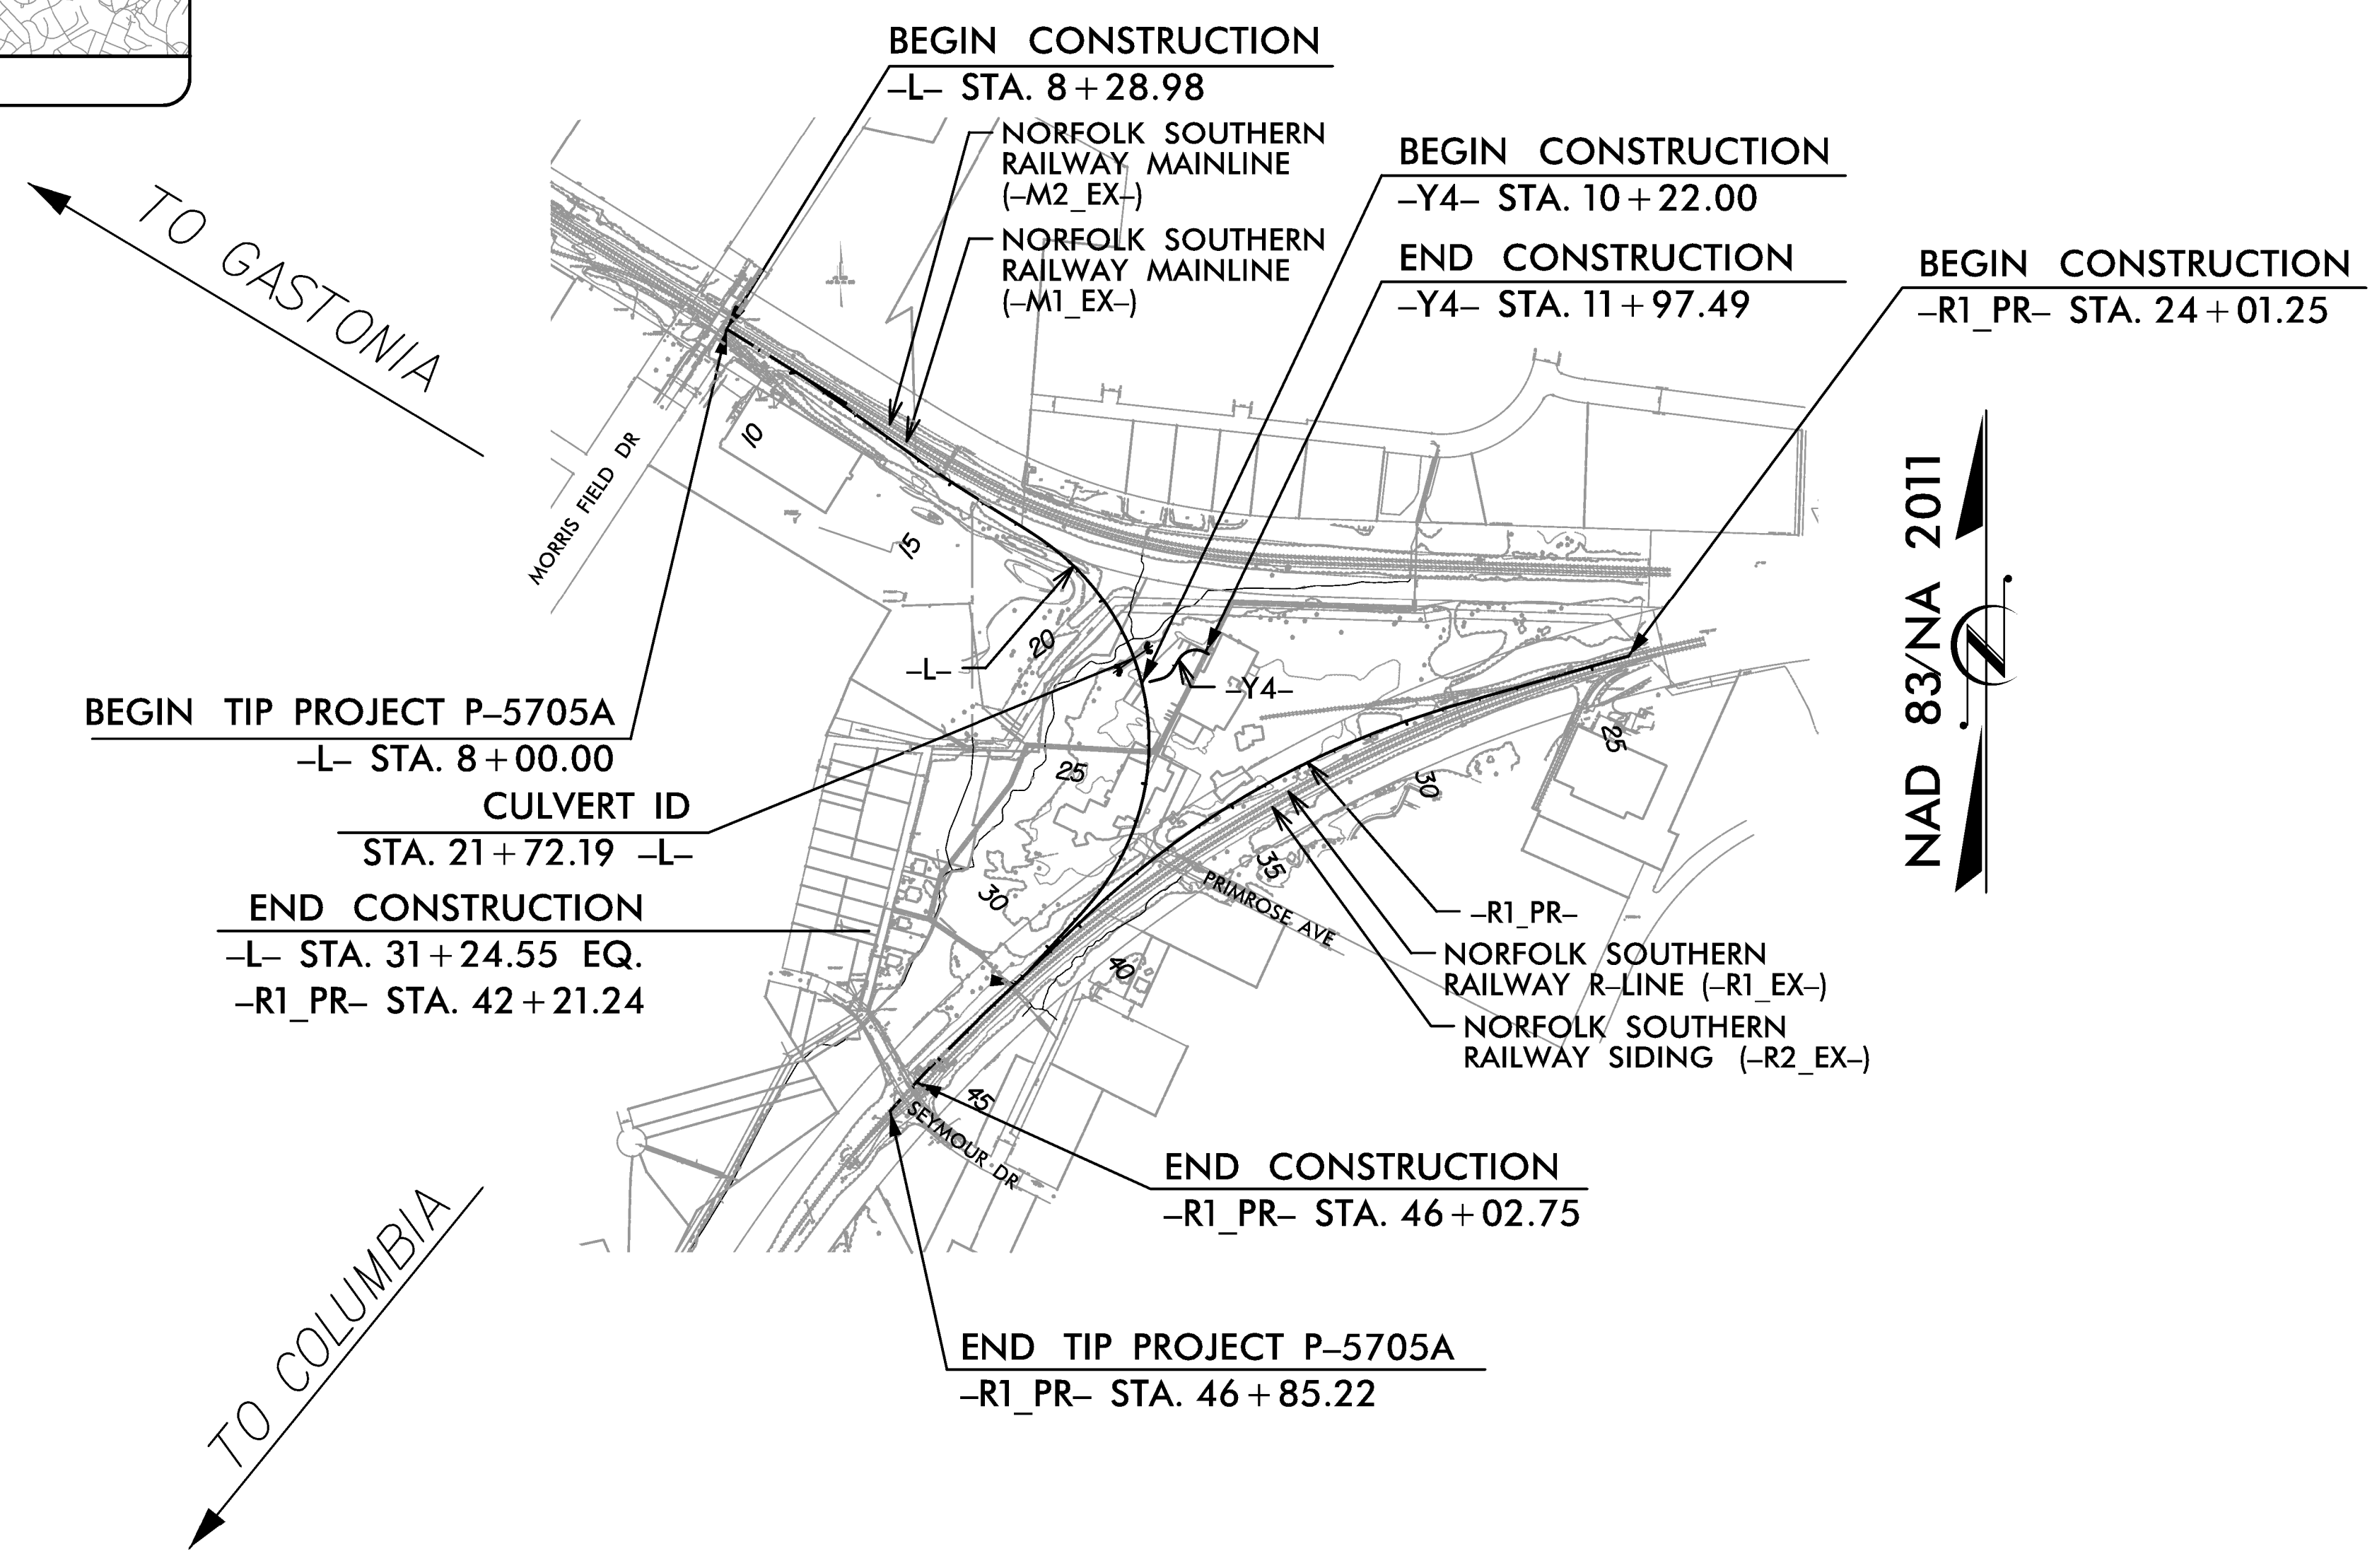 BEGIN CONSTRUCTION
–L– STA. 8+28.98
NORFOLK SOUTHERN
RAILWAY MAINLINE
(–M2_EX–)
NORFOLK SOUTHERN
RAILWAY MAINLINE
(–M1_EX–)
BEGIN CONSTRUCTION
–Y4– STA. 10+22.00
END CONSTRUCTION
–Y4– STA. 11+97.49
BEGIN CONSTRUCTION
–R1_PR– STA. 24+01.25
TO GASTONIA
MORRIS FIELD DR
10
15
20
–L–
–Y4–
25
30
25
30
35
40
45
NAD 83/NA 2011
N
BEGIN TIP PROJECT P–5705A
–L– STA. 8+00.00
CULVERT ID
STA. 21+72.19 –L–
END CONSTRUCTION
–L– STA. 31+24.55 EQ.
–R1_PR– STA. 42+21.24
PRIMROSE AVE
–R1_PR–
NORFOLK SOUTHERN
RAILWAY R–LINE (–R1_EX–)
NORFOLK SOUTHERN
RAILWAY SIDING (–R2_EX–)
SEYMOUR DR
END CONSTRUCTION
–R1_PR– STA. 46+02.75
TO COLUMBIA
END TIP PROJECT P–5705A
–R1_PR– STA. 46+85.22